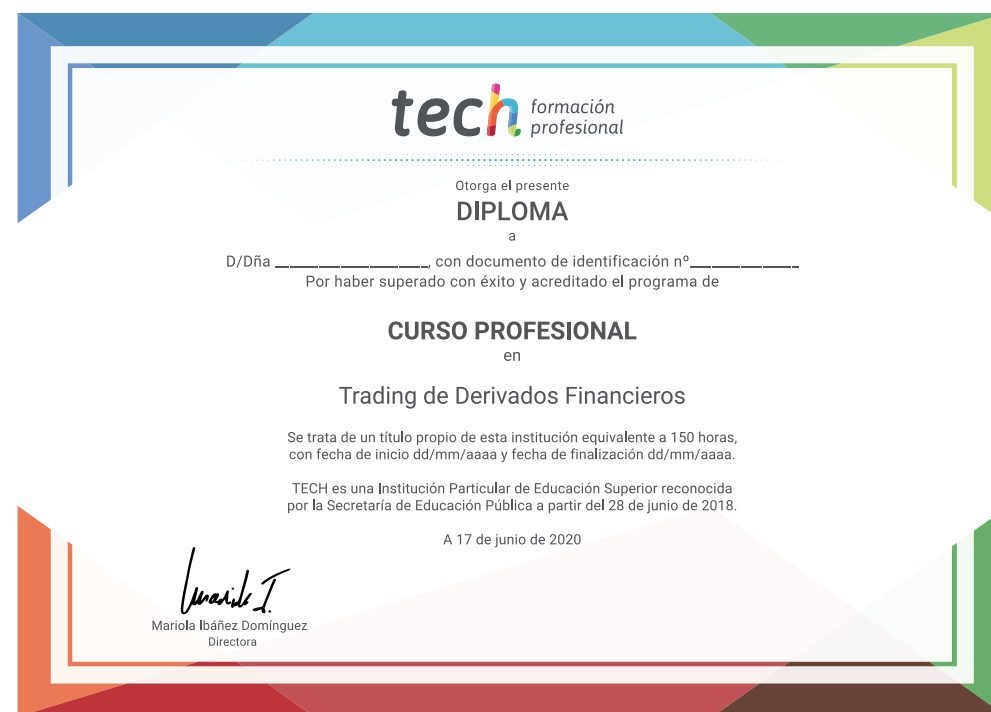 tech formación
profesional
Otorga el presente
DIPLOMA
a
D/Dña _____________________, con documento de identificación nº_______________
Por haber superado con éxito y acreditado el programa de
CURSO PROFESIONAL
en
Trading de Derivados Financieros
Se trata de un título propio de esta institución equivalente a 150 horas,
con fecha de inicio dd/mm/aaaa y fecha de finalización dd/mm/aaaa.
TECH es una Institución Particular de Educación Superior reconocida
por la Secretaría de Educación Pública a partir del 28 de junio de 2018.
A 17 de junio de 2020
Mariola I.
Mariola Ibáñez Domínguez
Directora